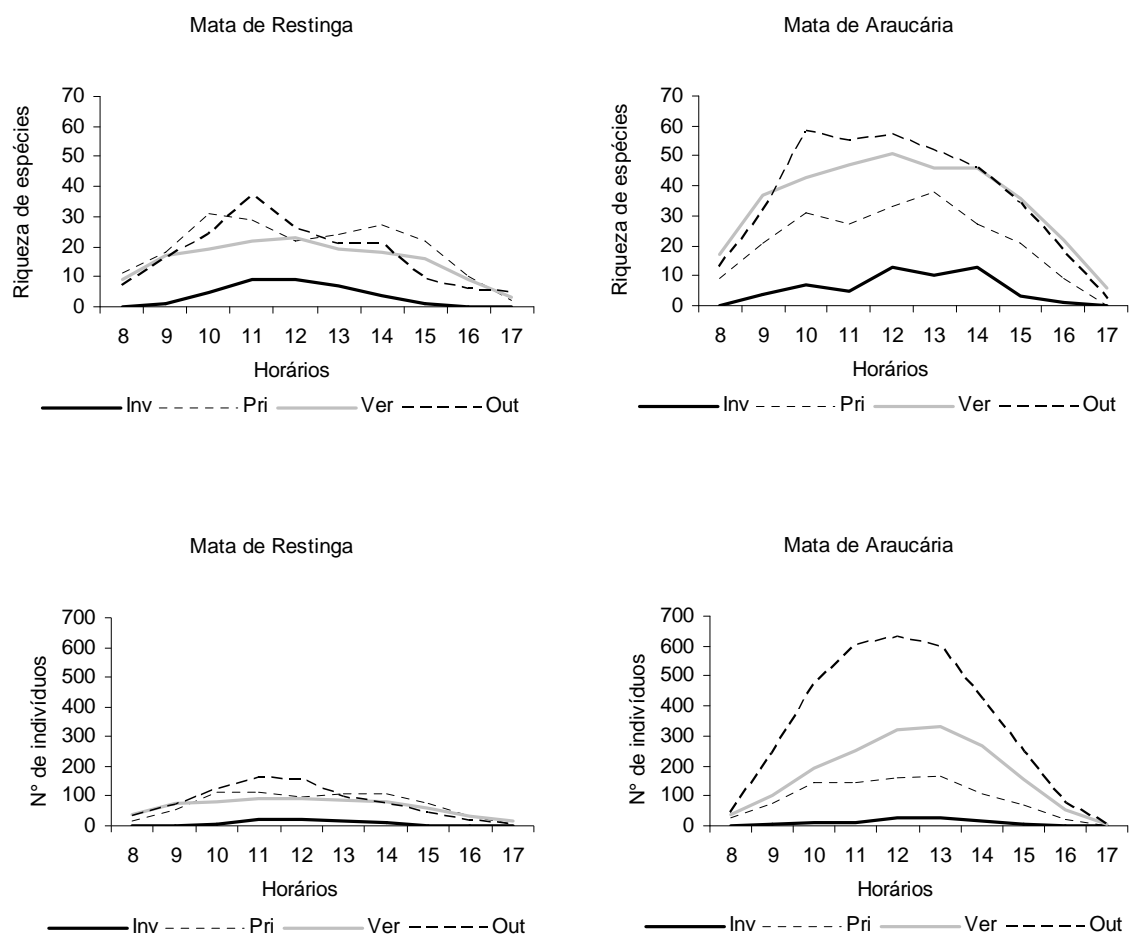 Mata de Restinga
Riqueza de espécies
70
60
50
40
30
20
10
0
8 9 10 11 12 13 14 15 16 17
Horários
Inv Pri Ver Out
Mata de Araucária
Riqueza de espécies
70
60
50
40
30
20
10
0
8 9 10 11 12 13 14 15 16 17
Horários
Inv Pri Ver Out
Mata de Restinga
N° de indivíduos
700
600
500
400
300
200
100
0
8 9 10 11 12 13 14 15 16 17
Horários
Inv Pri Ver Out
Mata de Araucária
N° de indivíduos
700
600
500
400
300
200
100
0
8 9 10 11 12 13 14 15 16 17
Horários
Inv Pri Ver Out